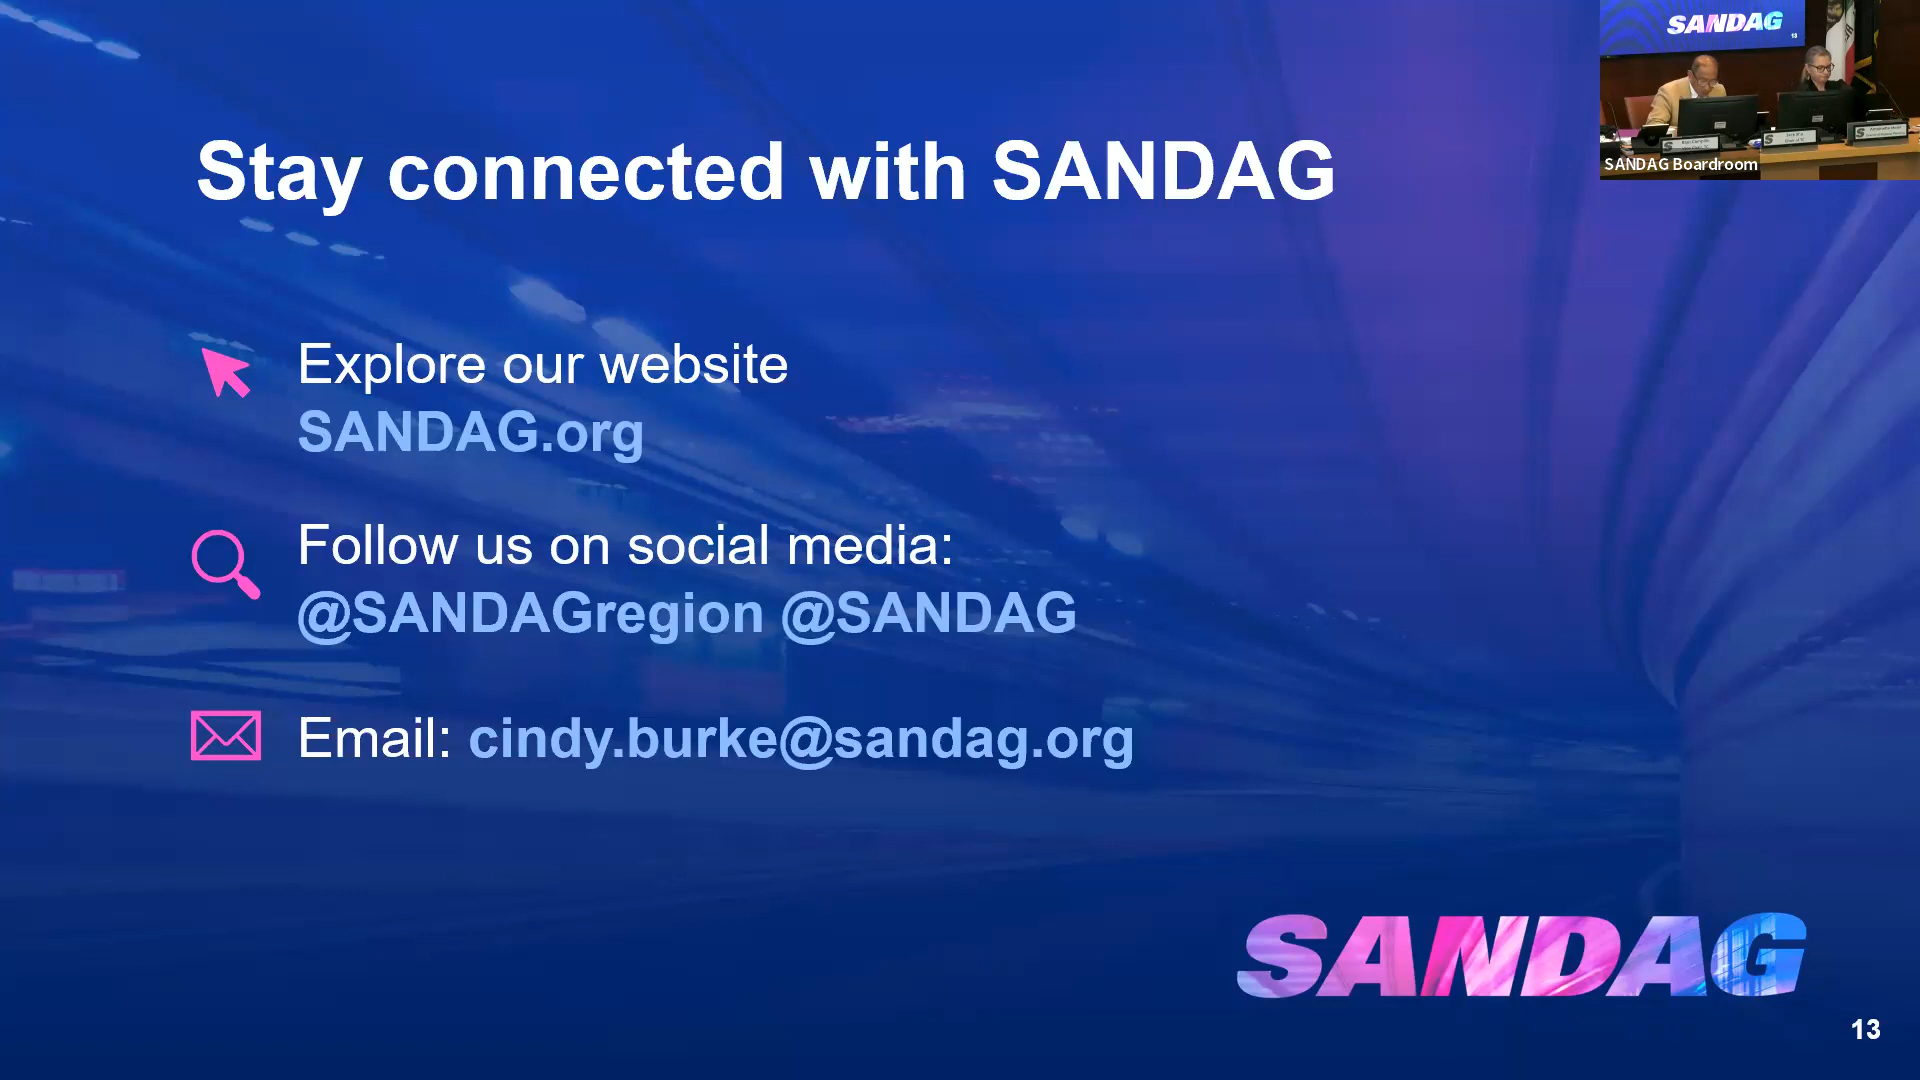 Stay connected with SANDAG
Explore our website
SANDAG.org
Follow us on social media:
@SANDAGregion @SANDAG
Email: cindy.burke@sandag.org
SANDAG
13
SANDAG
13
SANDAG Boardroom